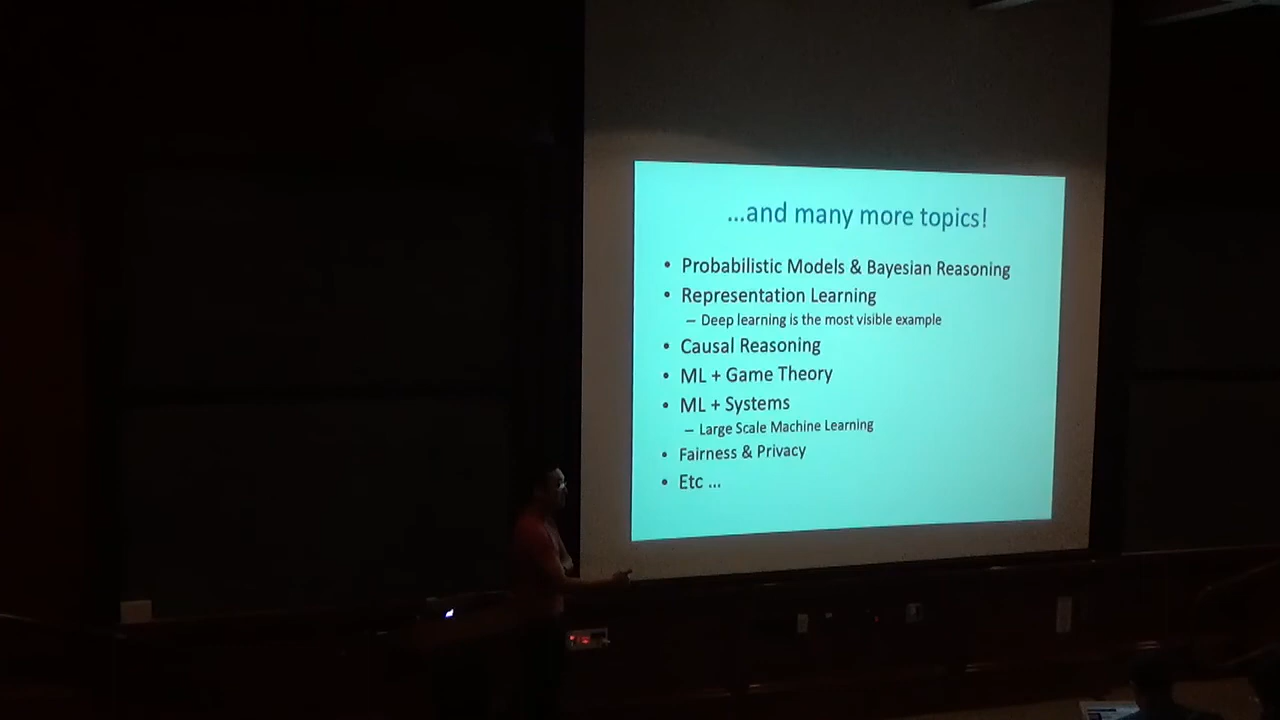 ...and many more topics!
• Probabilistic Models & Bayesian Reasoning
• Representation Learning
– Deep learning is the most visible example
• Causal Reasoning
• ML + Game Theory
• ML + Systems
– Large Scale Machine Learning
• Fairness & Privacy
• Etc ...